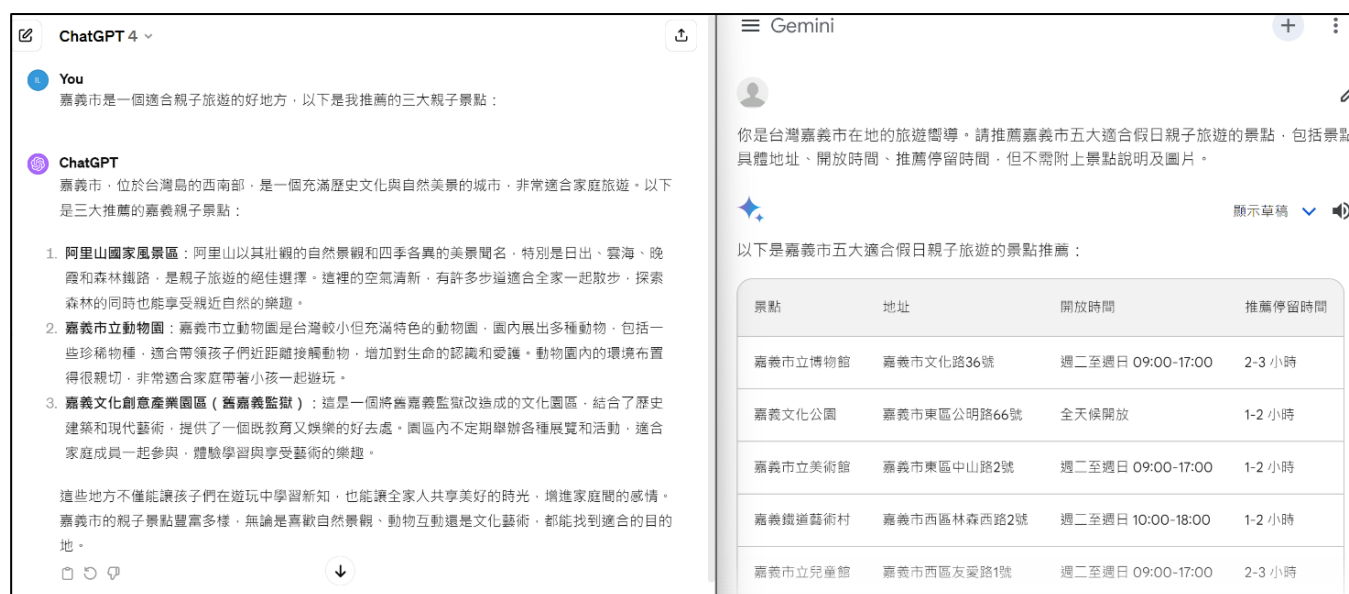 ChatGPT 4
You
嘉義市是一個適合親子旅遊的好地方，以下是我推薦的三大親子景點：
ChatGPT
嘉義市，位於台灣島的西南部，是一個充滿歷史文化與自然美景的城市，非常適合家庭旅遊。以下
是三大推薦的嘉義親子景點：
1. 阿里山國家風景區：阿里山以其壯觀的自然景觀和四季各異的美景聞名，特別是日出、雲海、晚
霞和森林鐵路，是親子旅遊的絕佳選擇。這裡的空氣清新，有許多步道適合全家一起散步，探索
森林的同時也能享受親近自然的樂趣。
2. 嘉義市立動物園：嘉義市立動物園是台灣較小但充滿特色的動物園，園內展出多種動物，包括一
些珍稀物種，適合帶領孩子們近距離接觸動物，增加對生命的認識和愛護。動物園內的環境布置
得很親切，非常適合家庭帶著小孩一起遊玩。
3. 嘉義文化創意產業園區（舊嘉義監獄）：這是一個將舊嘉義監獄改造成的文化園區，結合了歷史
建築和現代藝術，提供了一個既教育又娛樂的好去處。園區內不定期舉辦各種展覽和活動，適合
家庭成員一起參與，體驗學習與享受藝術的樂趣。
這些地方不僅能讓孩子們在遊玩中學習新知，也能讓全家人共享美好的時光，增進家庭間的感情。
嘉義市的親子景點豐富多樣，無論是喜歡自然景觀、動物互動還是文化藝術，都能找到適合的目的
地。
Gemini
你是台灣嘉義市在地的旅遊嚮導。請推薦嘉義市五大適合假日親子旅遊的景點，包括景點
具體地址、開放時間、推薦停留時間，但不需附上景點說明及圖片。
顯示草稿
以下是嘉義市五大適合假日親子旅遊的景點推薦：
景點 地址 開放時間 推薦停留時間
嘉義市立博物館 嘉義市文化路36號 週二至週日 09:00-17:00 2-3 小時
嘉義文化公園 嘉義市東區公明路66號 全天候開放 1-2 小時
嘉義市立美術館 嘉義市東區中山路2號 週二至週日 09:00-17:00 1-2 小時
嘉義鐵道藝術村 嘉義市西區林森西路2號 週二至週日 10:00-18:00 1-2 小時
嘉義市立兒童館 嘉義市西區友愛路1號 週二至週日 09:00-17:00 2-3 小時